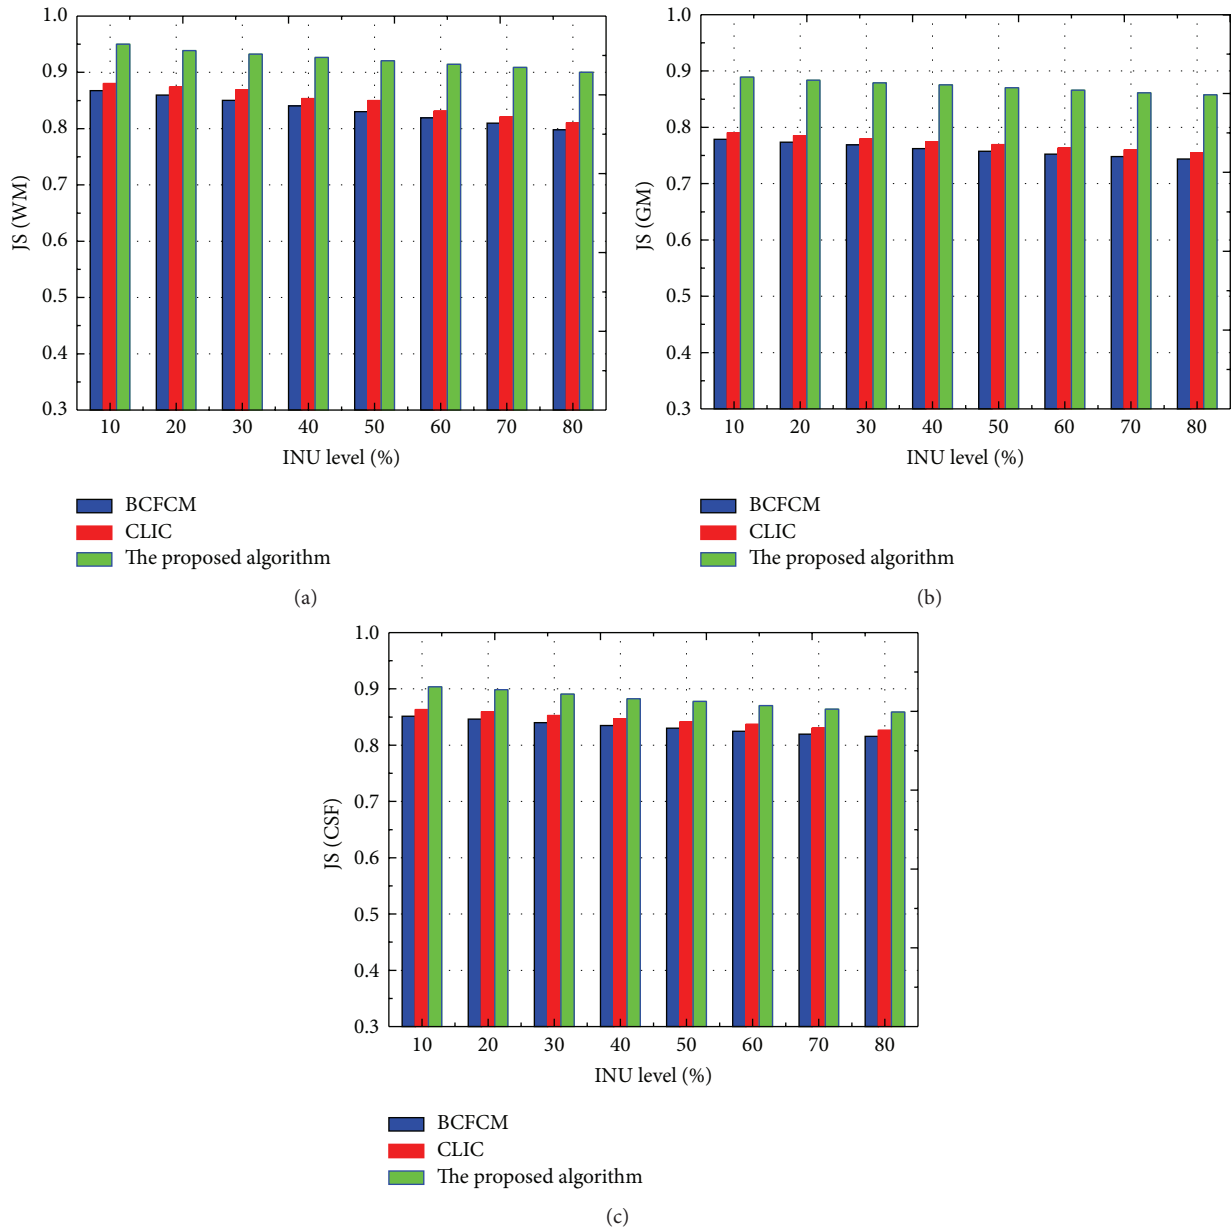 1.0
0.9
0.8
0.7
0.6
0.5
0.4
0.3
JS (WM)
10 20 30 40 50 60 70 80
INU level (%)
BCFCM
CLIC
The proposed algorithm
(a)
1.0
0.9
0.8
0.7
0.6
0.5
0.4
0.3
JS (GM)
10 20 30 40 50 60 70 80
INU level (%)
BCFCM
CLIC
The proposed algorithm
(b)
1.0
0.9
0.8
0.7
0.6
0.5
0.4
0.3
JS (CSF)
10 20 30 40 50 60 70 80
INU level (%)
BCFCM
CLIC
The proposed algorithm
(c)